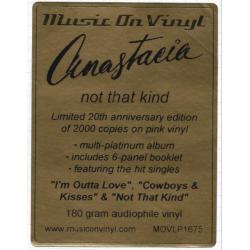 Music On Vinyl
Anastacia
not that kind
Limited 20th anniversary edition
of 2000 copies on pink vinyl
- multi-platinum album
- includes 6-panel booklet
- featuring the hit singles
"I'm Outta Love", "Cowboys &
Kisses" & "Not That Kind"
180 gram audiophile vinyl
www.musiconvinyl.com MOVLP1675